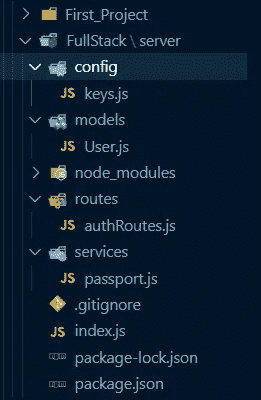 First_Project
FullStack \ server
config
JS keys.js
models
JS User.js
node_modules
routes
JS authRoutes.js
services
JS passport.js
.gitignore
JS index.js
package-lock.json
package.json